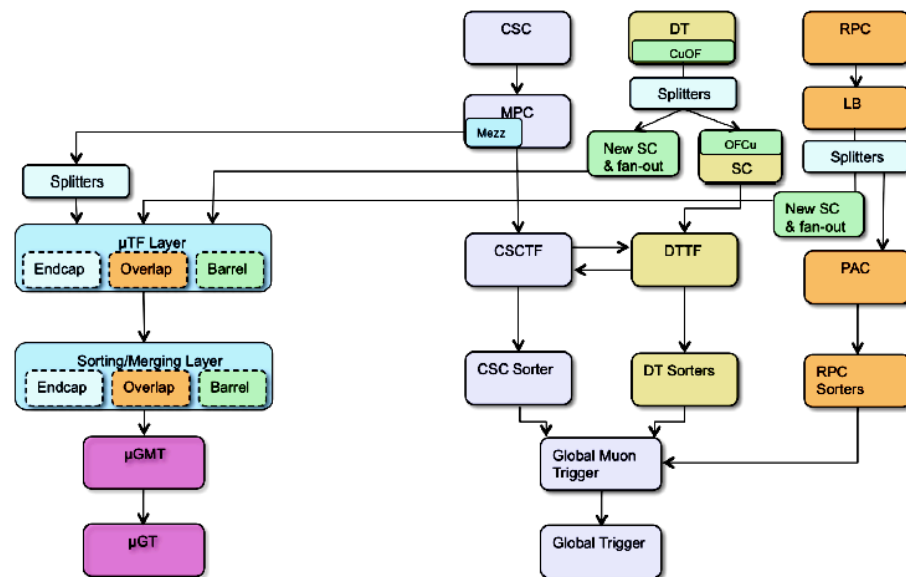 CSC
DT
CuOF
RPC
Splitters
LB
MPC
Mezz
New SC
& fan-out
OFCu
SC
Splitters
Splitters
New SC
& fan-out
µTF Layer
Endcap
Overlap
Barrel
CSCTF
DTTF
PAC
Sorting/Merging Layer
Endcap
Overlap
Barrel
CSC Sorter
DT Sorters
RPC
Sorters
µGMT
Global Muon
Trigger
µGT
Global Trigger